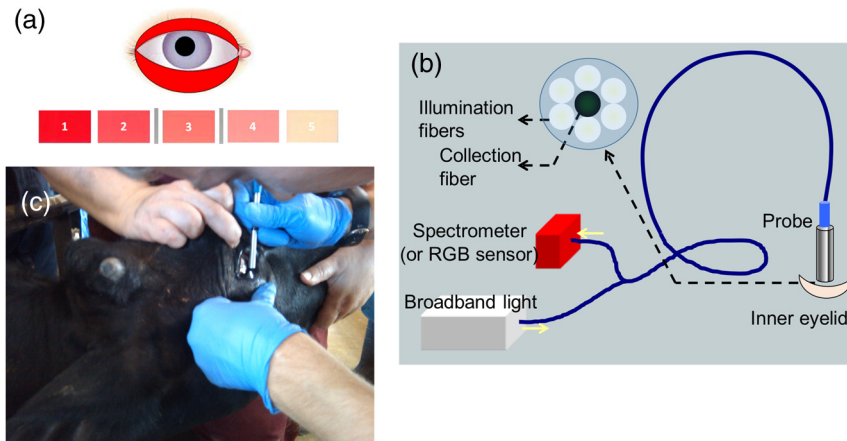 (a)
1 2 3 4 5
(b)
Illumination
fibers
Collection
fiber
Spectrometer
(or RGB sensor)
Broadband light
Probe
Inner eyelid
(c)